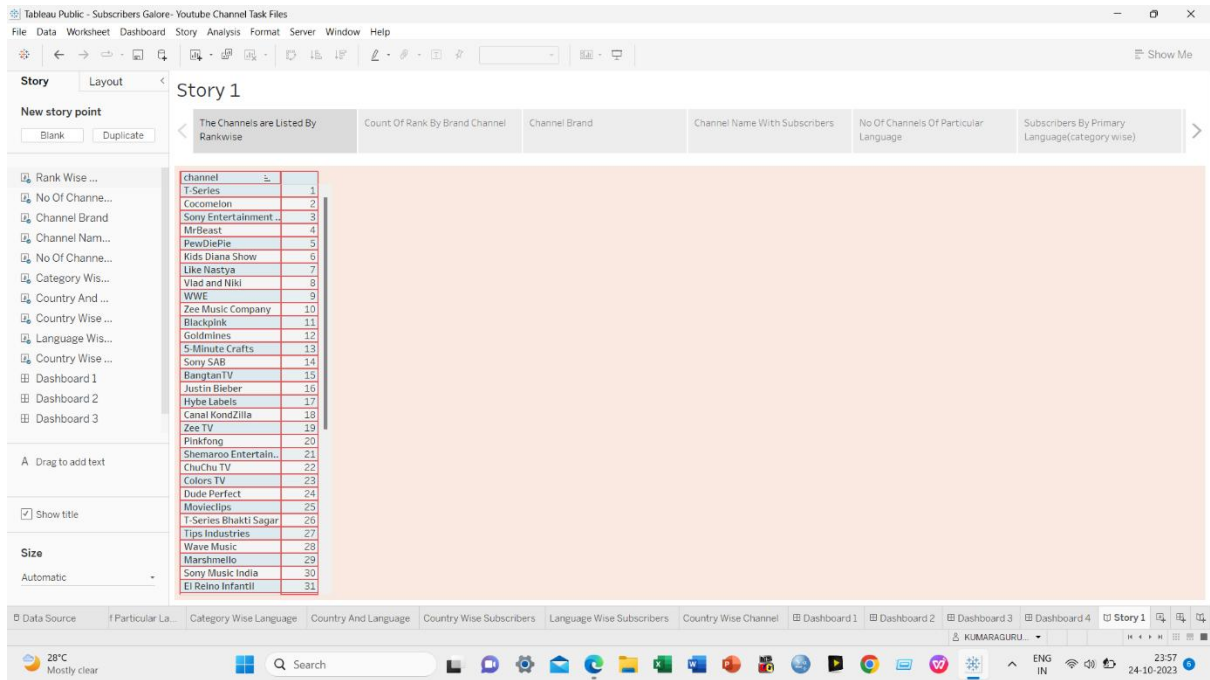 Tableau Public - Subscribers Galore- Youtube Channel Task Files
File Data Worksheet Dashboard Story Analysis Format Server Window Help
Show Me
Story Layout
New story point
Blank Duplicate
Rank Wise ...
No Of Channe...
Channel Brand
Channel Nam...
No Of Channe...
Category Wis...
Country And ...
Country Wise ...
Language Wis...
Country Wise ...
Dashboard 1
Dashboard 2
Dashboard 3
A Drag to add text
Show title
Size
Automatic
Story 1
The Channels are Listed By
Rankwise
Count Of Rank By Brand Channel
Channel Brand
Channel Name With Subscribers
No Of Channels Of Particular
Language
Subscribers By Primary
Language(category wise)
channel
T-Series 1
Cocomelon 2
Sony Entertainment .. 3
MrBeast 4
PewDiePie 5
Kids Diana Show 6
Like Nastya 7
Vlad and Niki 8
WWE 9
Zee Music Company 10
Blackpink 11
Goldmines 12
5-Minute Crafts 13
Sony SAB 14
BangtanTV 15
Justin Bieber 16
Hybe Labels 17
Canal KondZilla 18
Zee TV 19
Pinkfong 20
Shemaroo Entertain.. 21
ChuChu TV 22
Colors TV 23
Dude Perfect 24
Movieclips 25
T-Series Bhakti Sagar 26
Tips Industries 27
Wave Music 28
Marshmello 29
Sony Music India 30
El Reino Infantil 31
Data Source f Particular La... Category Wise Language Country And Language Country Wise Subscribers Language Wise Subscribers Country Wise Channel Dashboard 1 Dashboard 2 Dashboard 3 Dashboard 4 Story 1
KUMARAGURU...
28°C
Mostly clear
Search
ENG
IN
23:57
24-10-2023
6